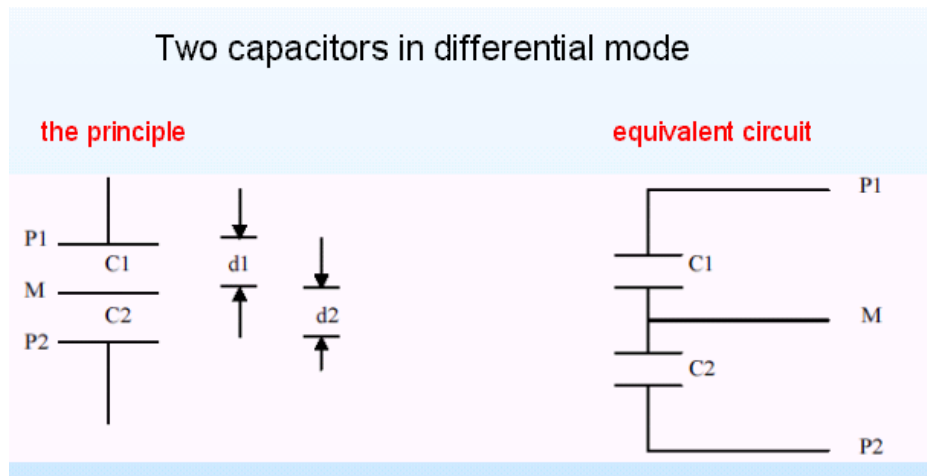 Two capacitors in differential mode
the principle
equivalent circuit
P1
C1
M
C2
P2
d1
d2
P1
C1
M
C2
P2